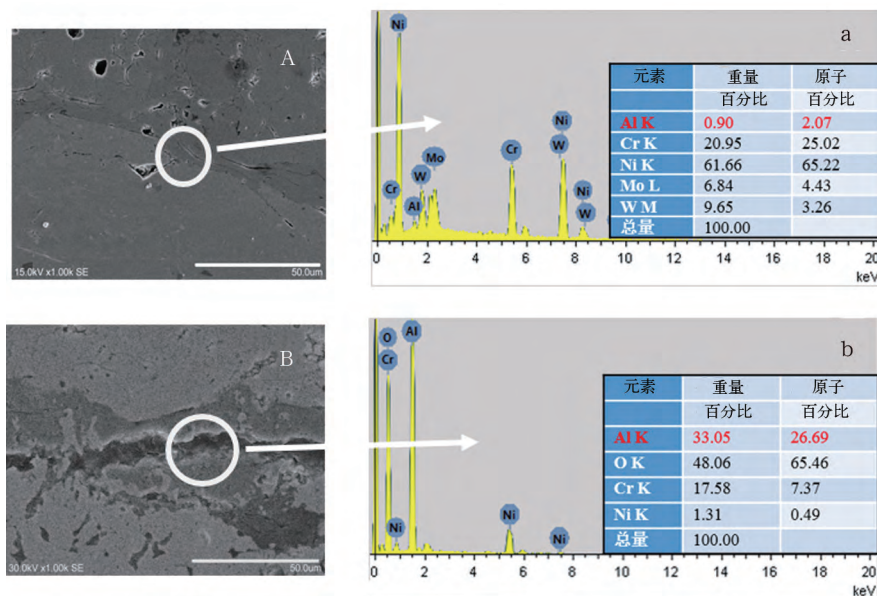 A
15.0kV x1.00k SE
50.0um
a
Ni
Ni
Cr
W
Mo
W
Cr
Al
Ni
W
元素 重量 原子
百分比 百分比
Al K 0.90 2.07
Cr K 20.95 25.02
Ni K 61.66 65.22
Mo L 6.84 4.43
W M 9.65 3.26
总量 100.00
0 2 4 6 8 10 12 14 16 18 20
keV
B
30.0kV x1.00k SE
50.0um
b
O
Al
Cr
Ni
Ni
Ni
元素 重量 原子
百分比 百分比
Al K 33.05 26.69
O K 48.06 65.46
Cr K 17.58 7.37
Ni K 1.31 0.49
总量 100.00
0 2 4 6 8 10 12 14 16 18 20
keV